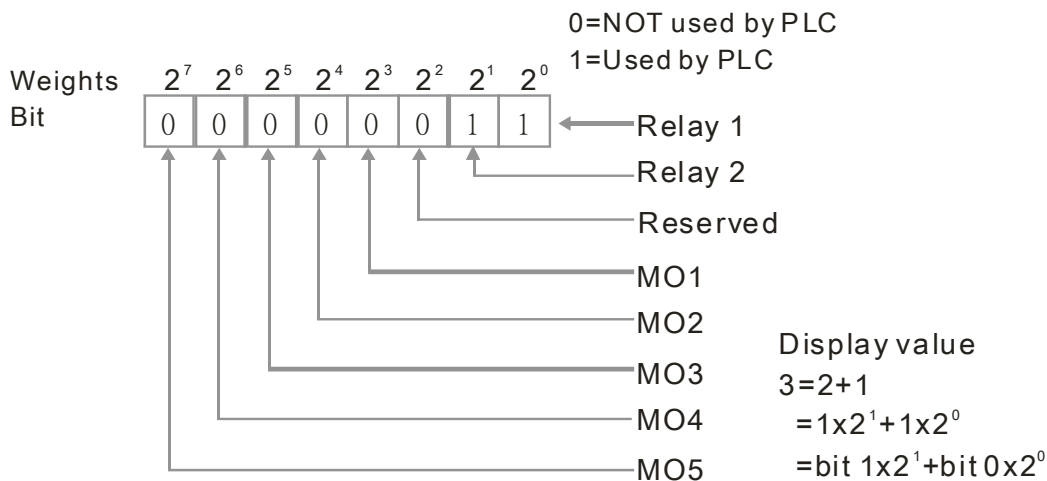 0=NOT used by PLC
1=Used by PLC
Weights 2⁷ 2⁶ 2⁵ 2⁴ 2³ 2² 2¹ 2⁰
Bit 0 0 0 0 0 0 1 1
Relay 1
Relay 2
Reserved
MO1
MO2
MO3
MO4
MO5
Display value
3=2+1
=1x2¹+1x2⁰
=bit 1x2¹+bit 0x2⁰